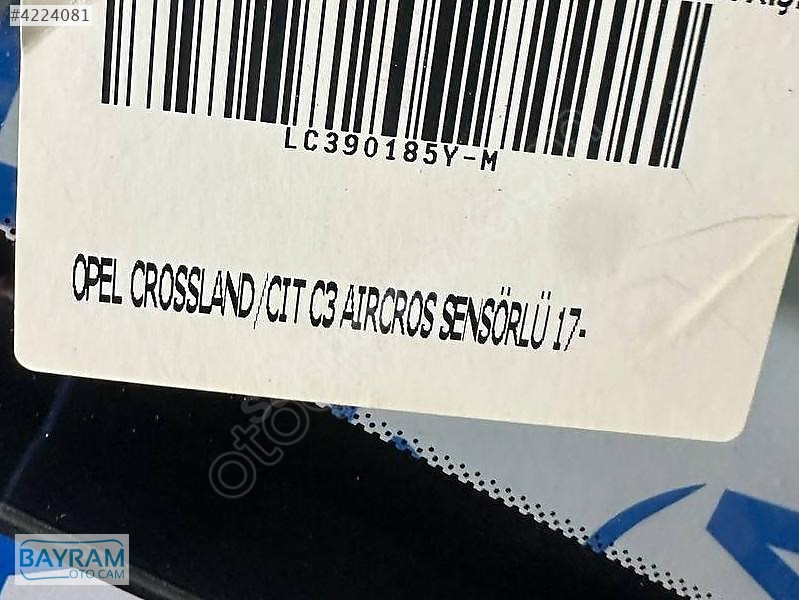 #4224081
LC390185Y-M
OPEL CROSSLAND/CIT C3 AIRCROS SENSÖRLÜ 17-
BAYRAM
OTO CAM